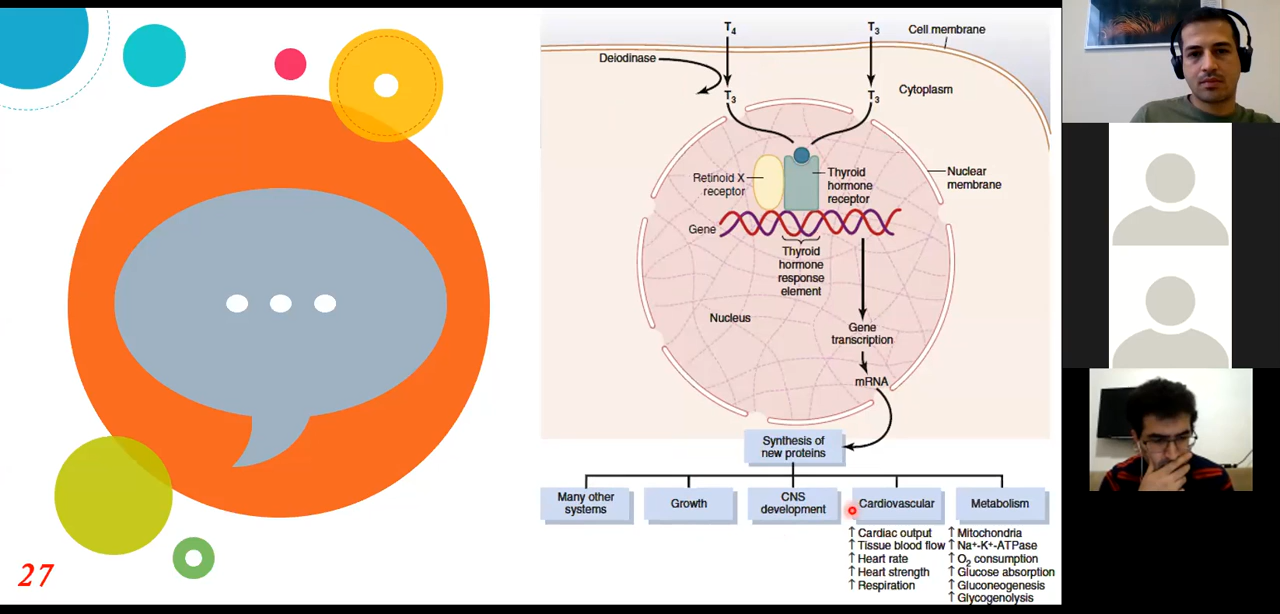 T4
T3
Cell membrane
Deiodinase
T3
T3
Cytoplasm
Retinoid X
receptor
Thyroid
hormone
receptor
Nuclear
membrane
Gene
Thyroid
hormone
response
element
Nucleus
Gene
transcription
mRNA
Synthesis of
new proteins
Many other
systems
Growth
CNS
development
Cardiovascular
↑ Cardiac output
↑ Tissue blood flow
↑ Heart rate
↑ Heart strength
↑ Respiration
Metabolism
↑ Mitochondria
↑ Na⁺-K⁺-ATPase
↑ O₂ consumption
↑ Glucose absorption
↑ Gluconeogenesis
↑ Glycogenolysis
27